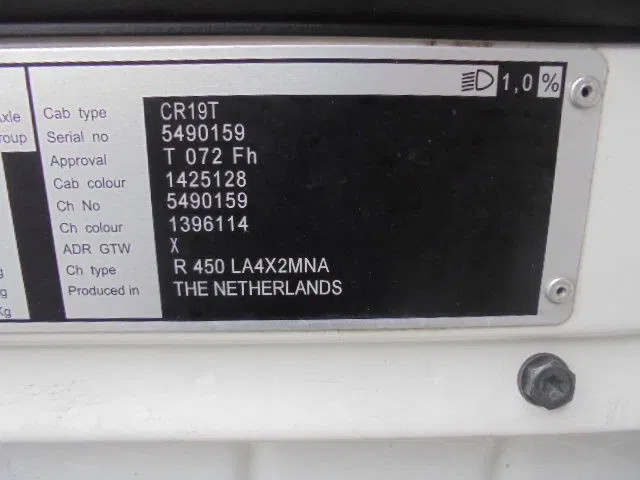 1,0 %
xle
roup
Cab type CR19T
Serial no 5490159
Approval T 072 Fh
Cab colour 1425128
Ch No 5490159
Ch colour 1396114
ADR GTW X
Ch type R 450 LA4X2MNA
Produced in THE NETHERLANDS
g
g
Kg